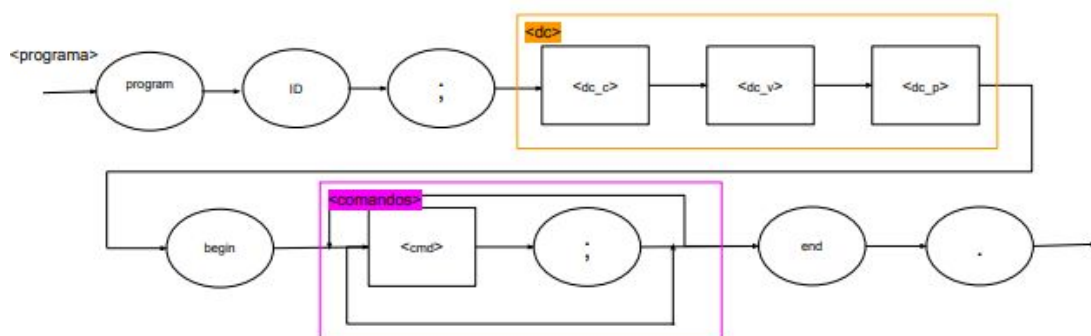 <programa>
program
ID
;
<dc>
<dc_c>
<dc_v>
<dc_p>
begin
<comandos>
<cmd>
;
end
.